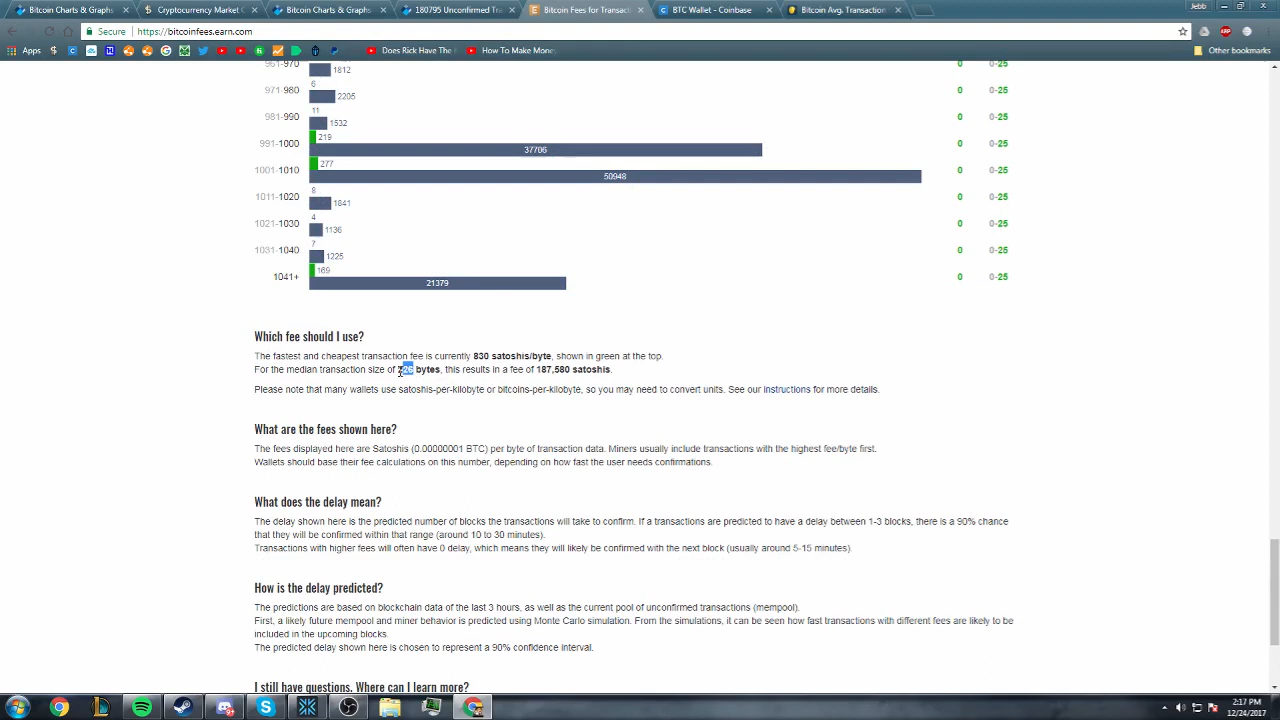 Bitcoin Charts & Graphs
Cryptocurrency Market C
Bitcoin Charts & Graphs
180795 Unconfirmed Tra
Bitcoin Fees for Transact
BTC Wallet - Coinbase
Bitcoin Avg. Transaction
Jebb
Secure
https://bitcoinfees.earn.com
Apps
Does Rick Have The
How To Make Mone
Other bookmarks
961-970 1812 0 0-25
6
971-980 2205 0 0-25
11
981-990 1532 0 0-25
219
991-1000 37706 0 0-25
277
1001-1010 50948 0 0-25
8
1011-1020 1841 0 0-25
4
1021-1030 1136 0 0-25
7
1031-1040 1225 0 0-25
169
1041+ 21379 0 0-25
Which fee should I use?
The fastest and cheapest transaction fee is currently 830 satoshis/byte, shown in green at the top.
For the median transaction size of 226 bytes, this results in a fee of 187,580 satoshis.
Please note that many wallets use satoshis-per-kilobyte or bitcoins-per-kilobyte, so you may need to convert units. See our instructions for more details.
What are the fees shown here?
The fees displayed here are Satoshis (0.00000001 BTC) per byte of transaction data. Miners usually include transactions with the highest fee/byte first.
Wallets should base their fee calculations on this number, depending on how fast the user needs confirmations.
What does the delay mean?
The delay shown here is the predicted number of blocks the transactions will take to confirm. If a transactions are predicted to have a delay between 1-3 blocks, there is a 90% chance
that they will be confirmed within that range (around 10 to 30 minutes).
Transactions with higher fees will often have 0 delay, which means they will likely be confirmed with the next block (usually around 5-15 minutes).
How is the delay predicted?
The predictions are based on blockchain data of the last 3 hours, as well as the current pool of unconfirmed transactions (mempool).
First, a likely future mempool and miner behavior is predicted using Monte Carlo simulation. From the simulations, it can be seen how fast transactions with different fees are likely to be
included in the upcoming blocks.
The predicted delay shown here is chosen to represent a 90% confidence interval.
I still have questions. Where can I learn more?
2:17 PM
12/24/2017